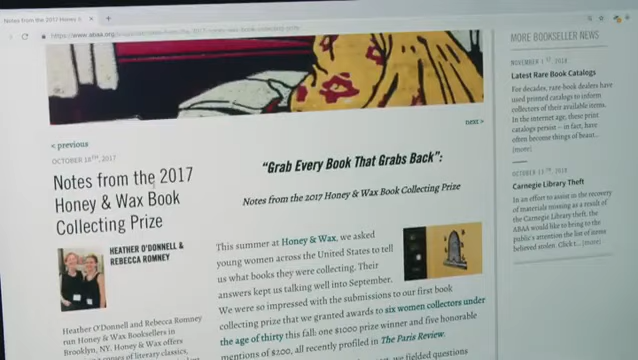 Notes from the 2017 Honey &
https://www.abaa.org/
MORE BOOKSELLER NEWS
< previous
next >
OCTOBER 18TH, 2017
Notes from the 2017
Honey & Wax Book
Collecting Prize
HEATHER O'DONNELL &
REBECCA ROMNEY
Heather O'Donnell and Rebecca Romney
run Honey & Wax Booksellers in
Brooklyn, NY. Honey & Wax offers
of literary classics,
“Grab Every Book That Grabs Back”:
Notes from the 2017 Honey & Wax Book Collecting Prize
This summer at Honey & Wax, we asked
young women across the United States to tell
us what books they were collecting. Their
answers kept us talking well into September.
We were so impressed with the submissions to our first book
collecting prize that we granted awards to six women collectors under
the age of thirty this fall: one $1000 prize winner and five honorable
mentions of $200, all recently profiled in The Paris Review.
we fielded questions
NOVEMBER 1ST, 2018
Latest Rare Book Catalogs
For decades, rare-book dealers have
used printed catalogs to inform
collectors of their available items.
In the internet age, these print
catalogs persist – in fact, have
often become things of beaut...
[more]
2018
Carnegie Library Theft
In an effort to assist in the recovery
of materials missing as a result of
the Carnegie Library theft, the
ABAA would like to bring to the
public's attention the list of items
believed stolen. Click t... [more]